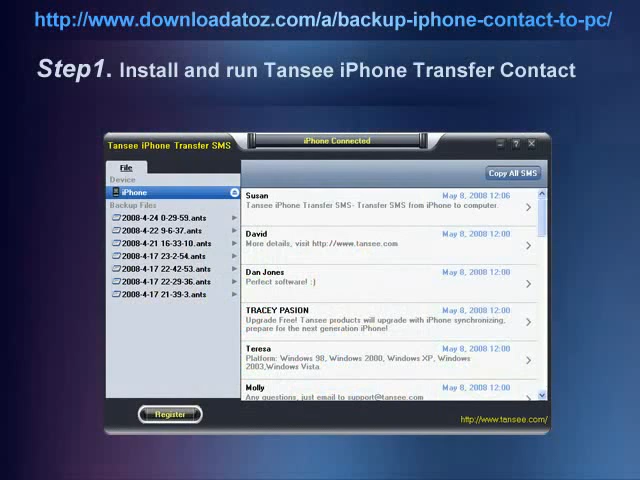 http://www.downloadatoz.com/a/backup-iphone-contact-to-pc/
Step1. Install and run Tansee iPhone Transfer Contact
Tansee iPhone Transfer SMS
iPhone Connected
File
Copy All SMS
Device
iPhone
Backup Files
2008-4-24 0-29-59.ants
2008-4-22 9-6-37.ants
2008-4-21 16-33-10.ants
2008-4-17 23-2-54.ants
2008-4-17 22-42-53.ants
2008-4-17 22-29-36.ants
2008-4-17 21-39-3.ants
Susan May 8, 2008 12:06
Tansee iPhone Transfer SMS- Transfer SMS from iPhone to computer.
David May 8, 2008 12:00
More details, visit http://www.tansee.com
Dan Jones May 8, 2008 12:00
Perfect software! :)
TRACEY PASION May 8, 2008 12:00
Upgrade Free! Tansee products will upgrade with iPhone synchronizing,
prepare for the next generation iPhone!
Teresa May 8, 2008 12:00
Platform: Windows 98, Windows 2000, Windows XP, Windows
2003,Windows Vista.
Molly May 8, 2008 12:00
Any questions, just email to support@tansee.com
Register
http://www.tansee.com/